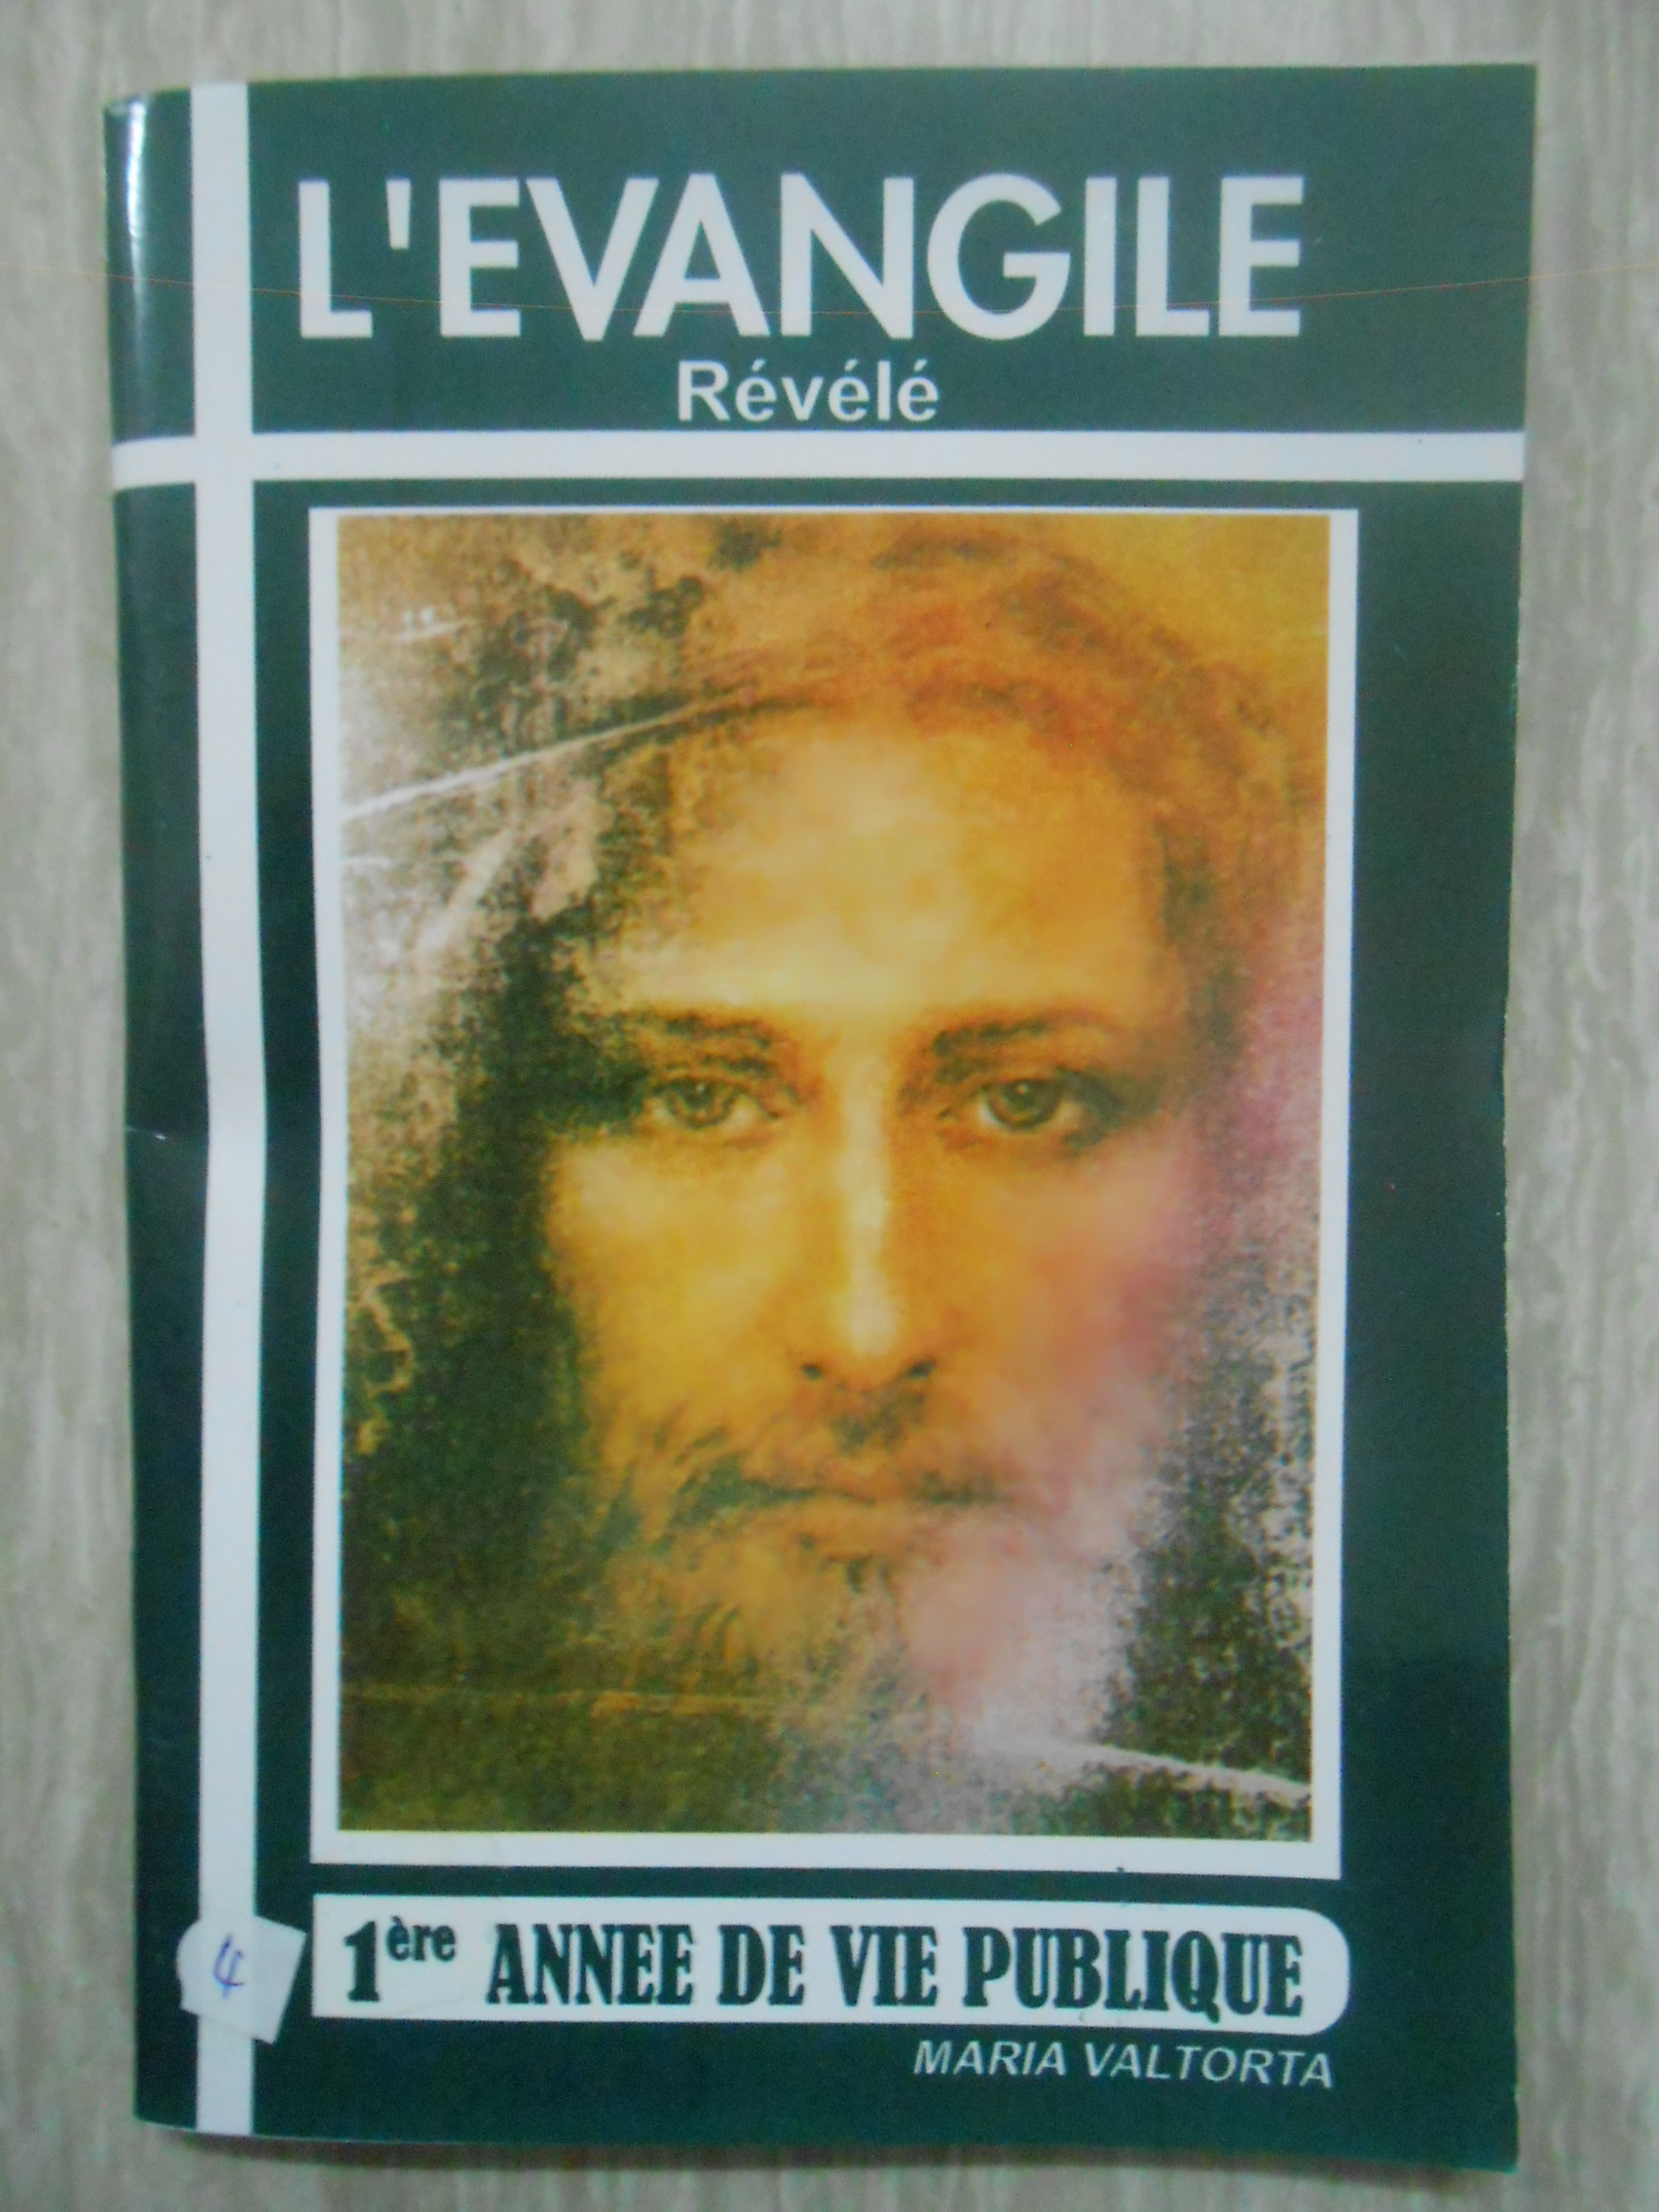 L'EVANGILE
Révélé
4
1ère ANNEE DE VIE PUBLIQUE
MARIA VALTORTA